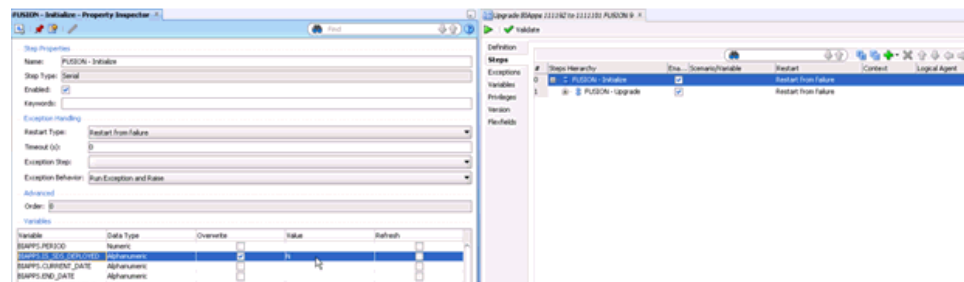 FUSION - Initialize - Property Inspector
Find
Step Properties
Name: FUSION - Initialize
Step Type: Serial
Enabled:
Keywords:
Exception Handling
Restart Type: Restart from failure
Timeout (s): 0
Exception Step:
Exception Behavior: Run Exception and Raise
Advanced
Order: 0
Variables
Variable Data Type Overwrite Value Refresh
BIAPPS.PERIOD Numeric
BIAPPS.IS_SDS_DEPLOYED Alphanumeric N
BIAPPS.CURRENT_DATE Alphanumeric
BIAPPS.END_DATE Alphanumeric
Upgrade BIApps FUSION 9
Validate
Definition
Steps
Exceptions
Variables
Privileges
Version
Flexfields
# Steps Hierarchy Ena... Scenario/Variable Restart Context Logical Agent
0 FUSION - Initialize Restart from failure
1 FUSION - Upgrade Restart from failure